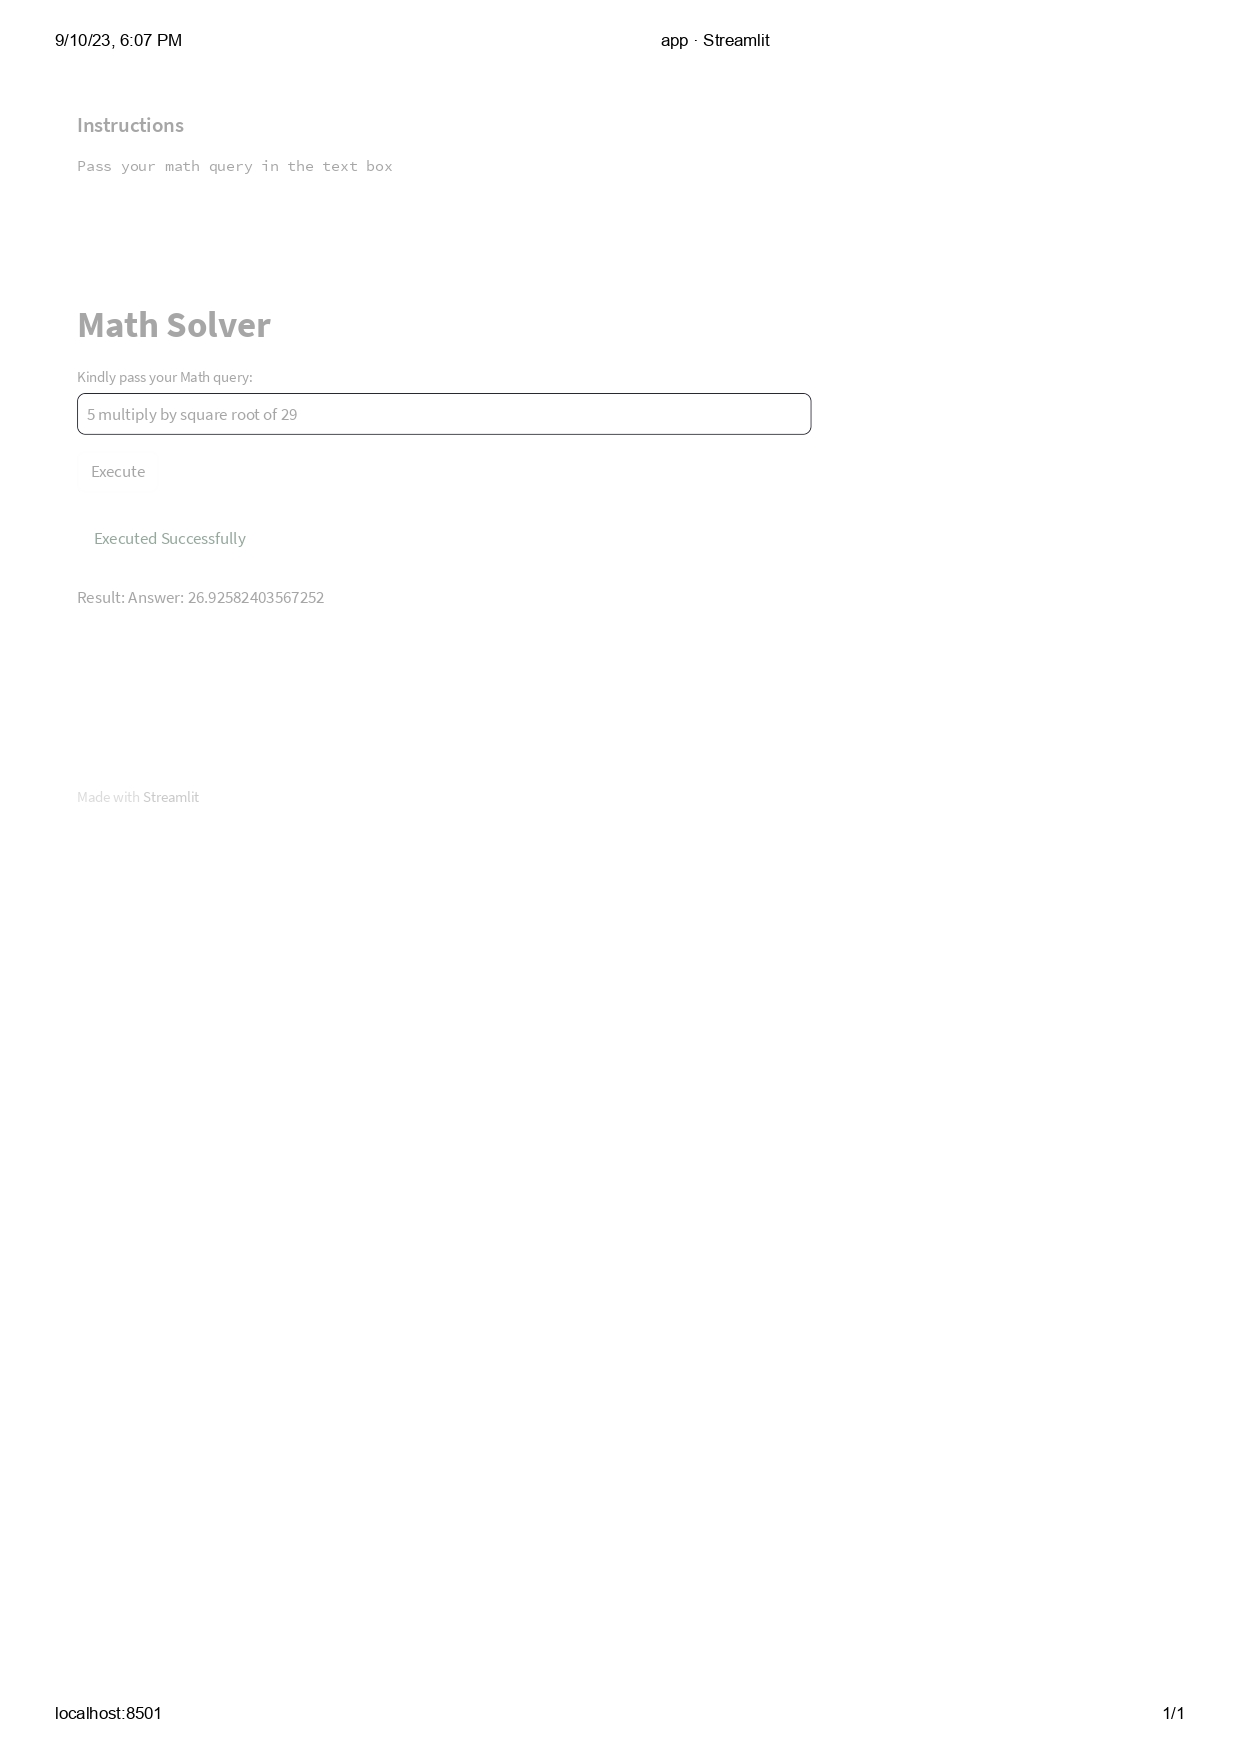 9/10/23, 6:07 PM
app · Streamlit
Instructions
Pass your math query in the text box
Math Solver
Kindly pass your Math query:
5 multiply by square root of 29
Execute
Executed Successfully
Result: Answer: 26.92582403567252
Made with Streamlit
localhost:8501
1/1